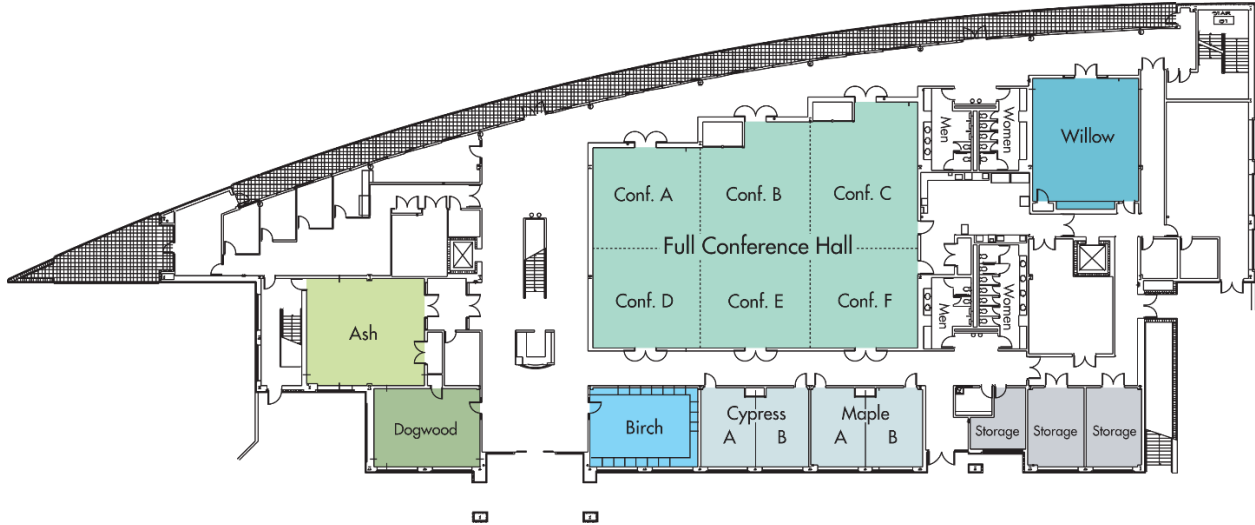 STAIR
01
Men
Women
Willow
Conf. A
Conf. B
Conf. C
Full Conference Hall
Conf. D
Conf. E
Conf. F
Men
Women
Ash
Dogwood
Birch
Cypress
A
B
Maple
A
B
Storage
Storage
Storage